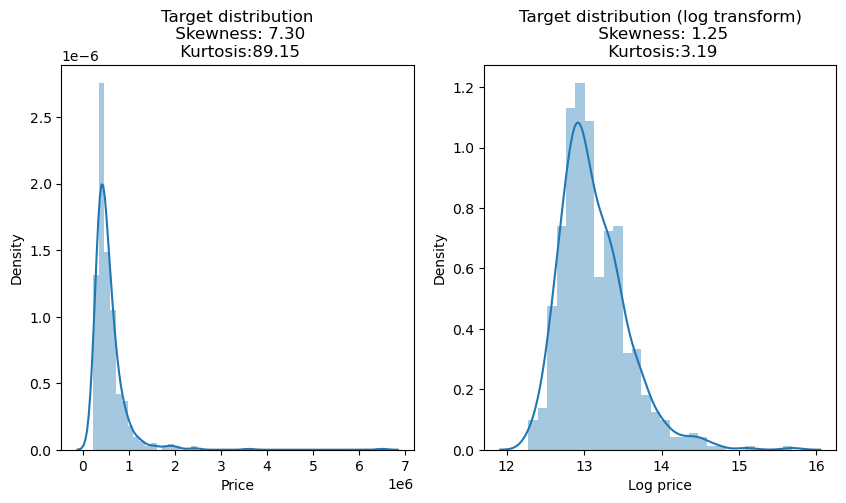 Target distribution
Skewness: 7.30
Kurtosis:89.15
1e−6
2.5
2.0
1.5
1.0
0.5
0.0
Density
0 1 2 3 4 5 6 7
Price
1e6
Target distribution (log transform)
Skewness: 1.25
Kurtosis:3.19
1.2
1.0
0.8
0.6
0.4
0.2
0.0
Density
12 13 14 15 16
Log price